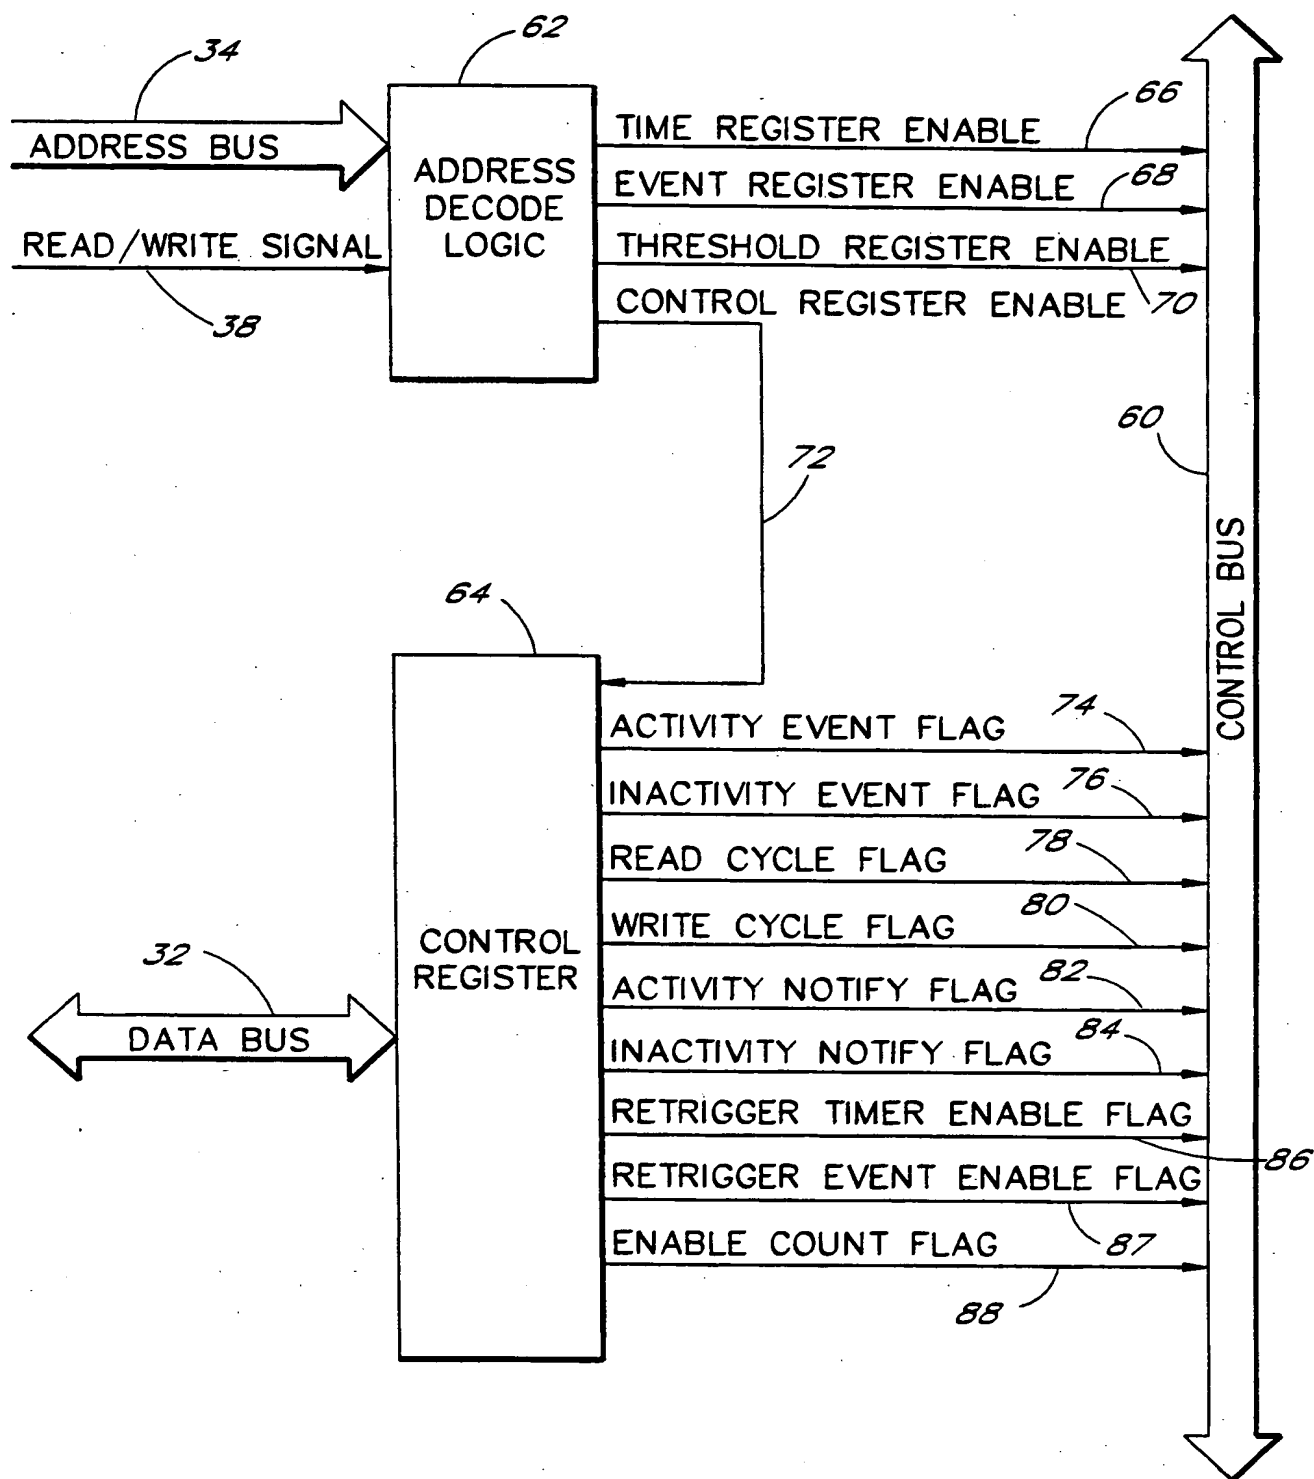 62
34
66
ADDRESS BUS
ADDRESS
DECODE
LOGIC
TIME REGISTER ENABLE
EVENT REGISTER ENABLE
68
READ/WRITE SIGNAL
THRESHOLD REGISTER ENABLE
38
CONTROL REGISTER ENABLE
70
60
72
CONTROL BUS
64
ACTIVITY EVENT FLAG
74
INACTIVITY EVENT FLAG
76
READ CYCLE FLAG
78
WRITE CYCLE FLAG
80
CONTROL
REGISTER
32
ACTIVITY NOTIFY FLAG
82
DATA BUS
INACTIVITY NOTIFY FLAG
84
RETRIGGER TIMER ENABLE FLAG
86
RETRIGGER EVENT ENABLE FLAG
87
ENABLE COUNT FLAG
88